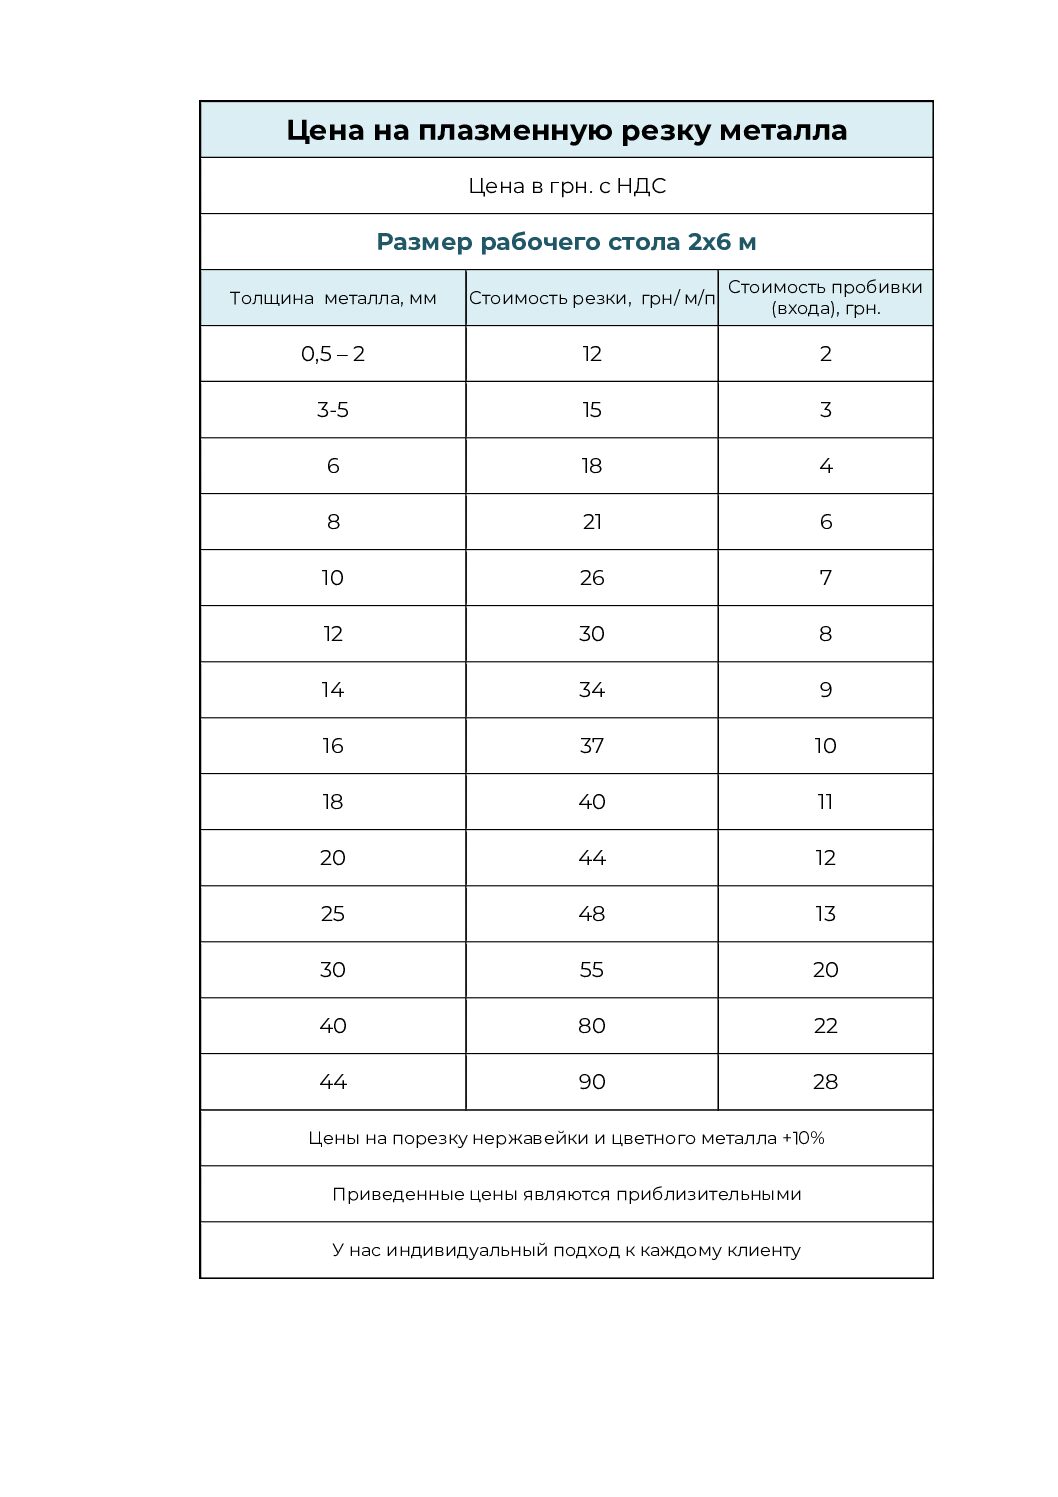 Цена на плазменную резку металла
Цена в грн. с НДС
Размер рабочего стола 2х6 м
Толщина металла, мм Стоимость резки, грн/ м/п Стоимость пробивки
(входа), грн.
0,5 – 2 12 2
3-5 15 3
6 18 4
8 21 6
10 26 7
12 30 8
14 34 9
16 37 10
18 40 11
20 44 12
25 48 13
30 55 20
40 80 22
44 90 28
Цены на порезку нержавейки и цветного металла +10%
Приведенные цены являются приблизительными
У нас индивидуальный подход к каждому клиенту